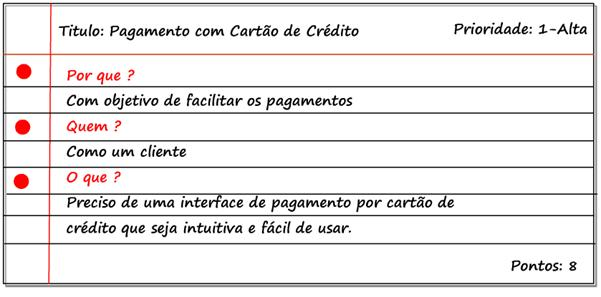 Titulo: Pagamento com Cartão de Crédito
Prioridade: 1-Alta
Por que ?
Com objetivo de facilitar os pagamentos
Quem ?
Como um cliente
O que ?
Preciso de uma interface de pagamento por cartão de
crédito que seja intuitiva e fácil de usar.
Pontos: 8